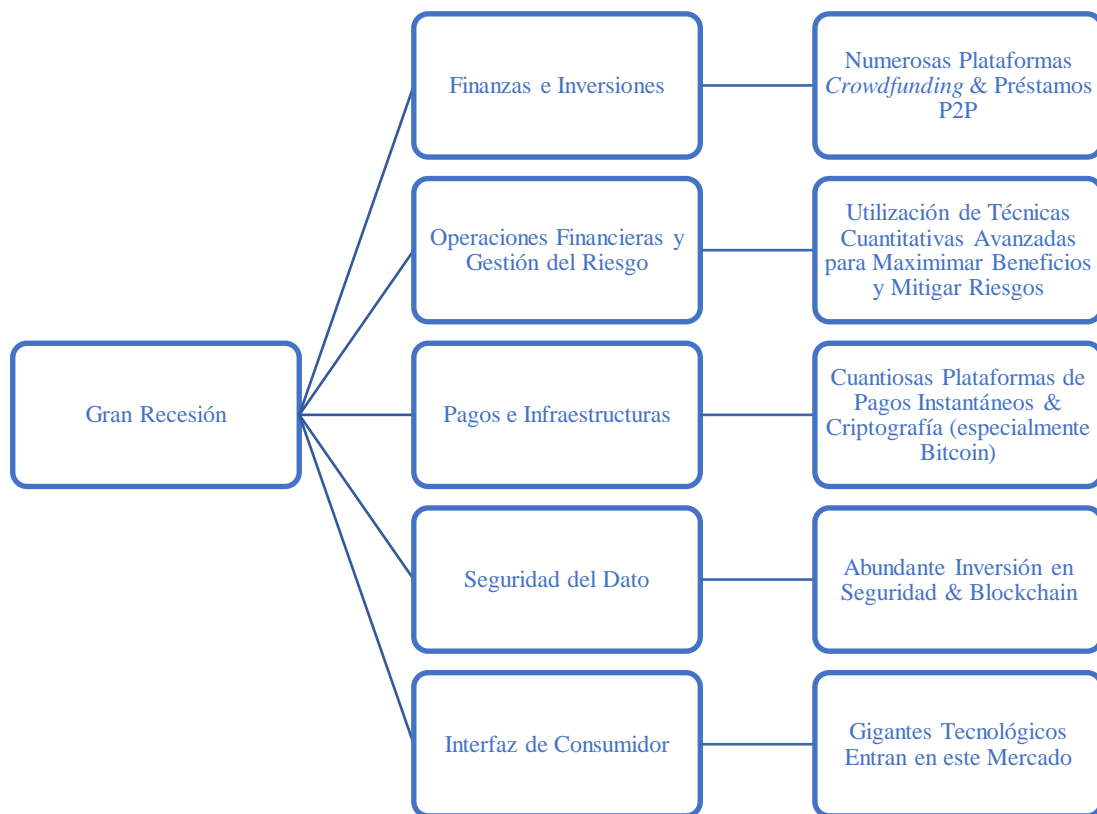 Gran Recesión
Finanzas e Inversiones
Numerosas Plataformas
Crowdfunding & Préstamos
P2P
Operaciones Financieras y
Gestión del Riesgo
Utilización de Técnicas
Cuantitativas Avanzadas
para Maximimar Beneficios
y Mitigar Riesgos
Pagos e Infraestructuras
Cuantiosas Plataformas de
Pagos Instantáneos &
Criptografía (especialmente
Bitcoin)
Seguridad del Dato
Abundante Inversión en
Seguridad & Blockchain
Interfaz de Consumidor
Gigantes Tecnológicos
Entran en este Mercado